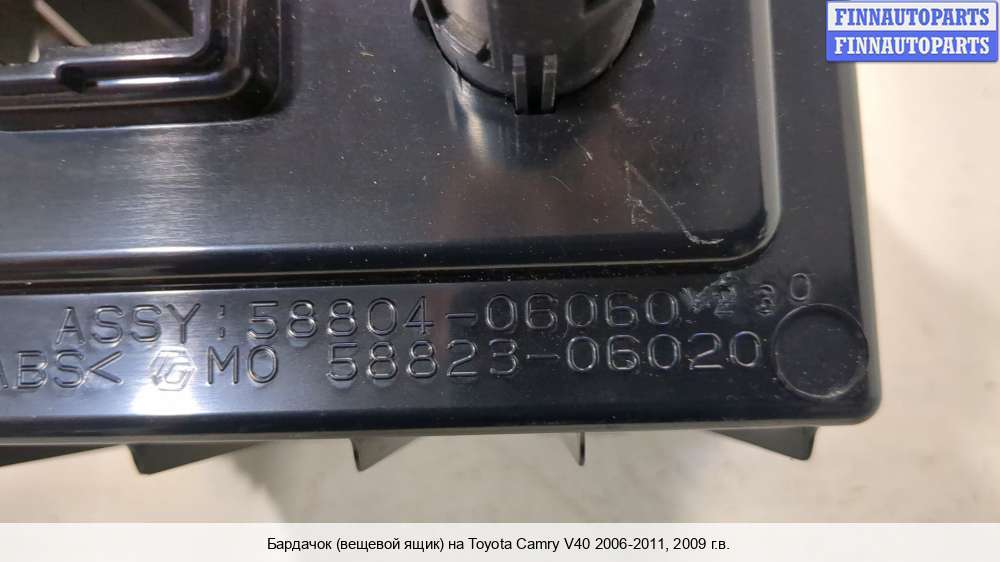 FINNAUTOPARTS
FINNAUTOPARTS
ASSY:58804-06060
ABS< MO 58823-06020
Бардачок (вещевой ящик) на Toyota Camry V40 2006-2011, 2009 г.в.